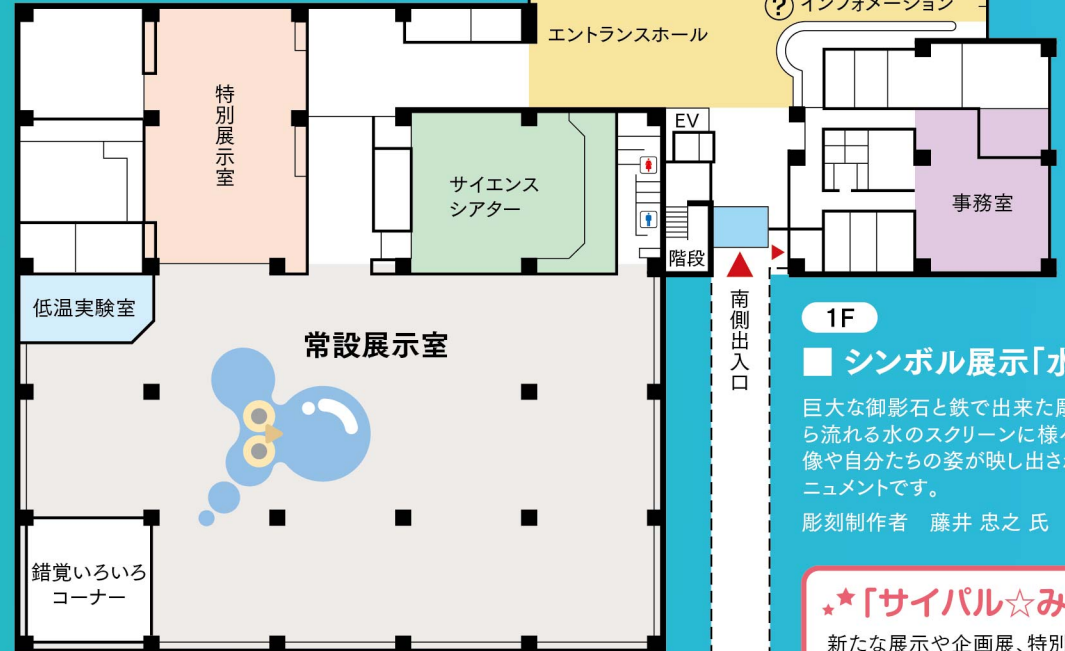 ? インフォメーション
エントランスホール
特別展示室
サイエンス
シアター
EV
階段
事務室
低温実験室
常設展示室
南側出入口
錯覚いろいろ
コーナー
1F
■ シンボル展示「水
巨大な御影石と鉄で出来た彫
ら流れる水のスクリーンに様々
像や自分たちの姿が映し出さ
ニュメントです。
彫刻制作者 藤井 忠之 氏
★★「サイパル☆み
新たな展示や企画展、特別